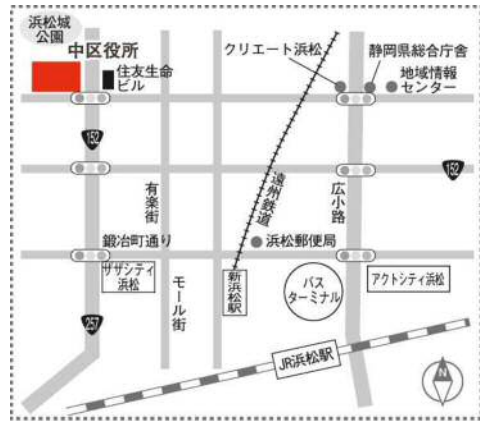 浜松城
公園
中区役所
住友生命
ビル
クリエート浜松
静岡県総合庁舎
地域情報
センター
152
152
有楽街
遠州鉄道
広小路
鍛冶町通り
浜松郵便局
ザザシティ
浜松
モール街
新浜松駅
バス
ターミナル
アクトシティ浜松
257
JR浜松駅
N